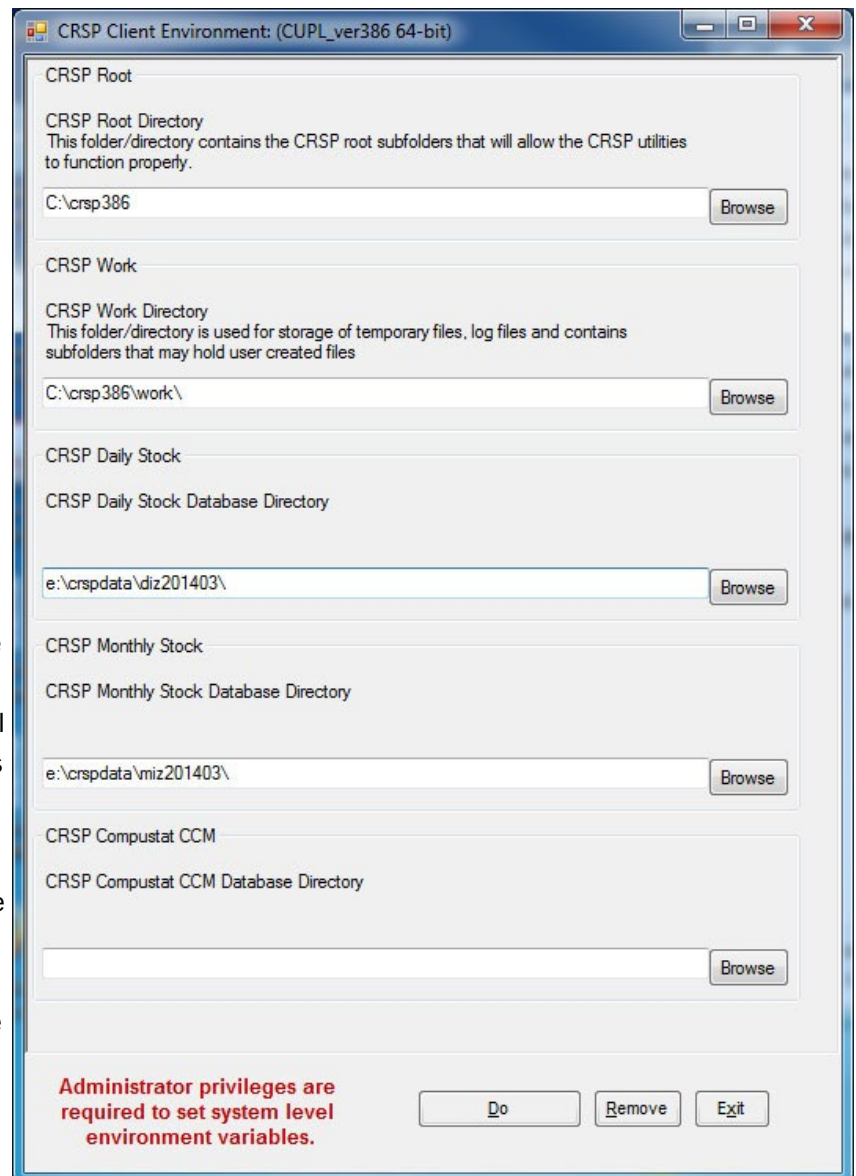 CRSP Client Environment: (CUPL_ver386 64-bit)
CRSP Root
CRSP Root Directory
This folder/directory contains the CRSP root subfolders that will allow the CRSP utilities
to function properly.
C:\crsp386
Browse
CRSP Work
CRSP Work Directory
This folder/directory is used for storage of temporary files, log files and contains
subfolders that may hold user created files
C:\crsp386\work\
Browse
CRSP Daily Stock
CRSP Daily Stock Database Directory
e:\crspdata\diz201403\
Browse
CRSP Monthly Stock
CRSP Monthly Stock Database Directory
e:\crspdata\miz201403\
Browse
CRSP Compustat CCM
CRSP Compustat CCM Database Directory
Browse
Administrator privileges are
required to set system level
environment variables.
Do
Remove
Exit